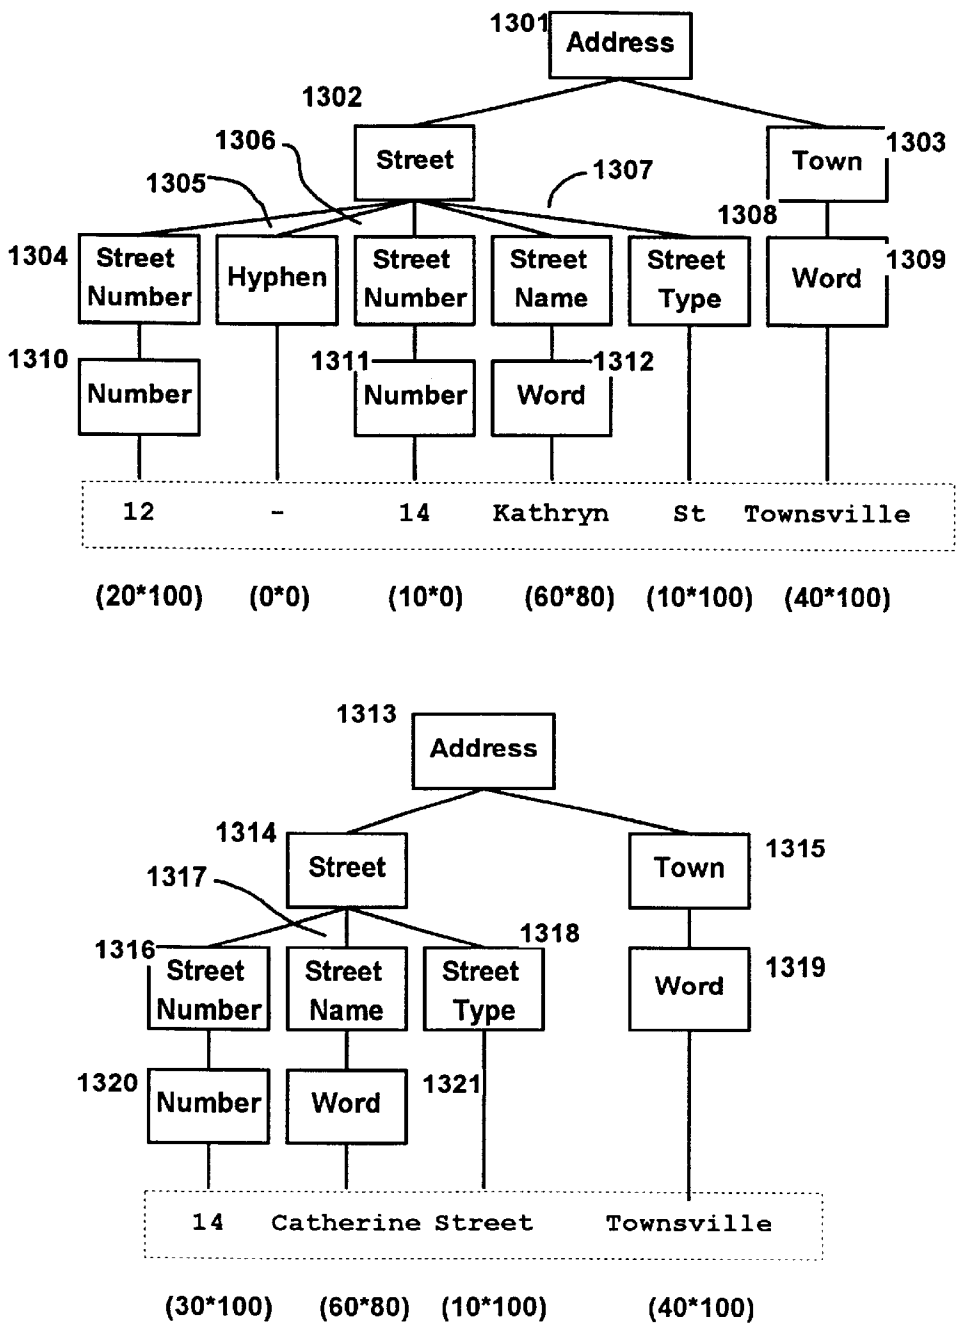 1301
Address
1302
1306
Street
Town
1303
1305
1307
1308
1304
Street Number
Hyphen
Street Number
Street Name
Street Type
Word
1309
1310
Number
1311
Number
Word
1312
12 - 14 Kathryn St Townsville
(20*100) (0*0) (10*0) (60*80) (10*100) (40*100)
1313
Address
1314
Street
Town
1315
1317
1316
Street Number
Street Name
Street Type
1318
Word
1319
1320
Number
Word
1321
14 Catherine Street Townsville
(30*100) (60*80) (10*100) (40*100)